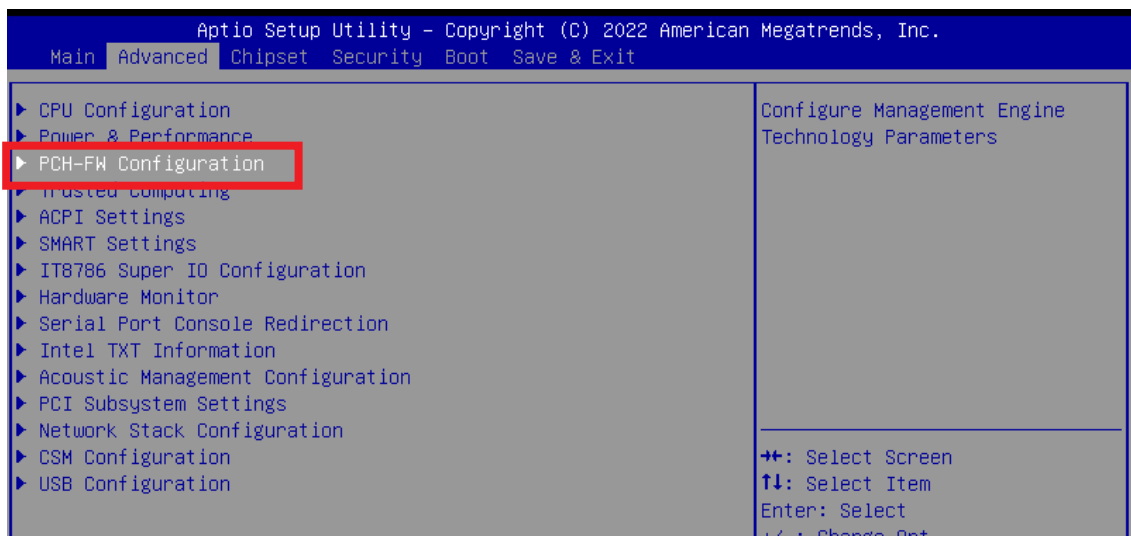 Aptio Setup Utility – Copyright (C) 2022 American Megatrends, Inc.
Main Advanced Chipset Security Boot Save & Exit
CPU Configuration
Power & Performance
PCH-FW Configuration
Trusted Computing
ACPI Settings
SMART Settings
IT8786 Super IO Configuration
Hardware Monitor
Serial Port Console Redirection
Intel TXT Information
Acoustic Management Configuration
PCI Subsystem Settings
Network Stack Configuration
CSM Configuration
USB Configuration
Configure Management Engine
Technology Parameters
→←: Select Screen
↑↓: Select Item
Enter: Select
+/-: Change Opt.